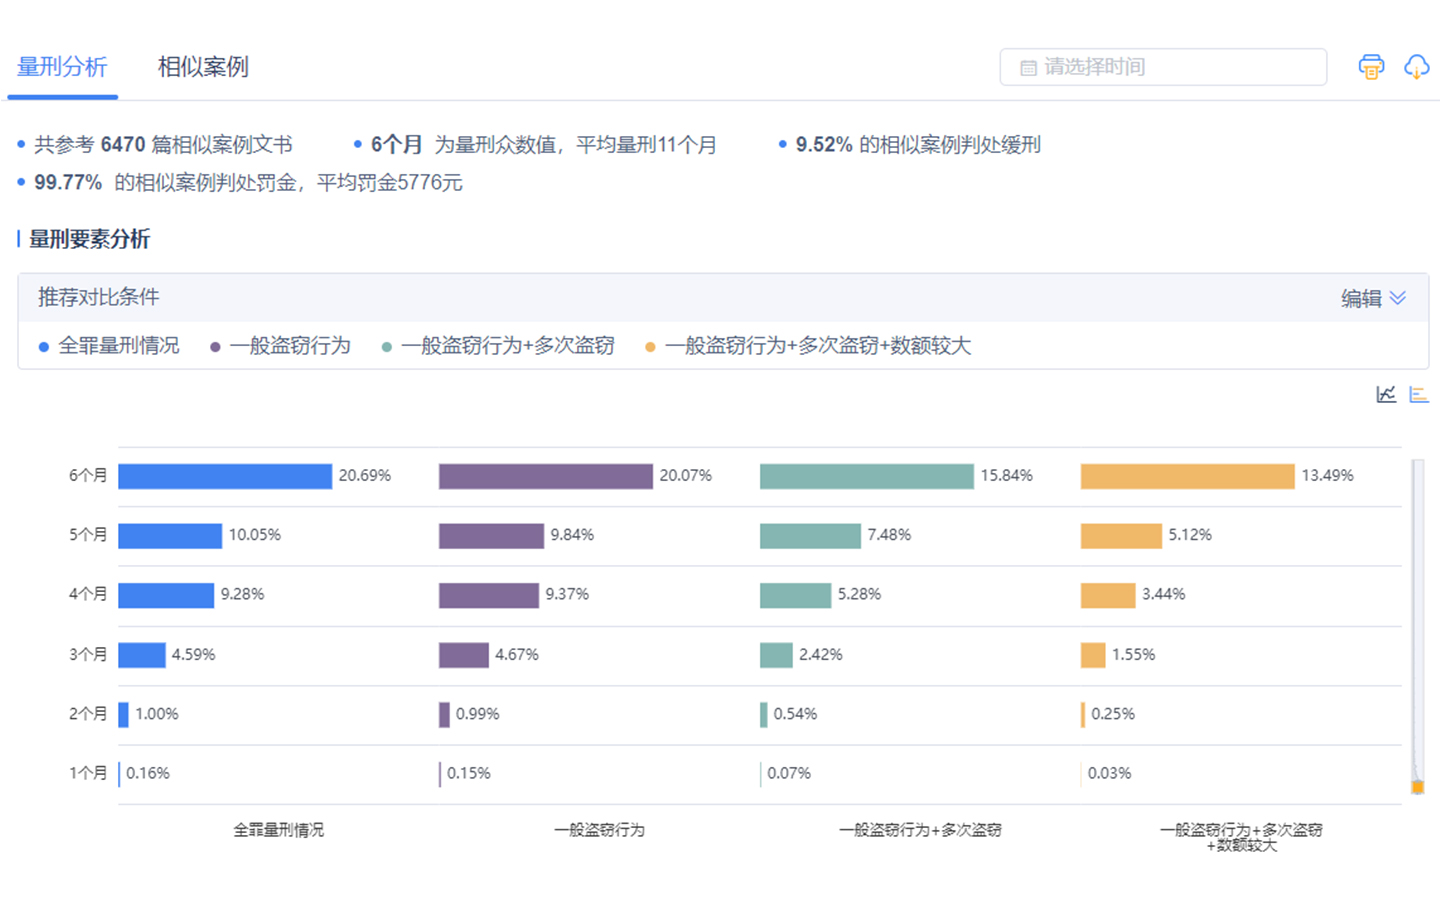 量刑分析 相似案例 请选择时间
共参考 6470 篇相似案例文书 6个月 为量刑众数值，平均量刑11个月 9.52% 的相似案例判处缓刑
99.77% 的相似案例判处罚金，平均罚金5776元
量刑要素分析
推荐对比条件 编辑
全罪量刑情况 一般盗窃行为 一般盗窃行为+多次盗窃 一般盗窃行为+多次盗窃+数额较大
6个月 20.69% 20.07% 15.84% 13.49%
5个月 10.05% 9.84% 7.48% 5.12%
4个月 9.28% 9.37% 5.28% 3.44%
3个月 4.59% 4.67% 2.42% 1.55%
2个月 1.00% 0.99% 0.54% 0.25%
1个月 0.16% 0.15% 0.07% 0.03%
全罪量刑情况 一般盗窃行为 一般盗窃行为+多次盗窃 一般盗窃行为+多次盗窃
+数额较大